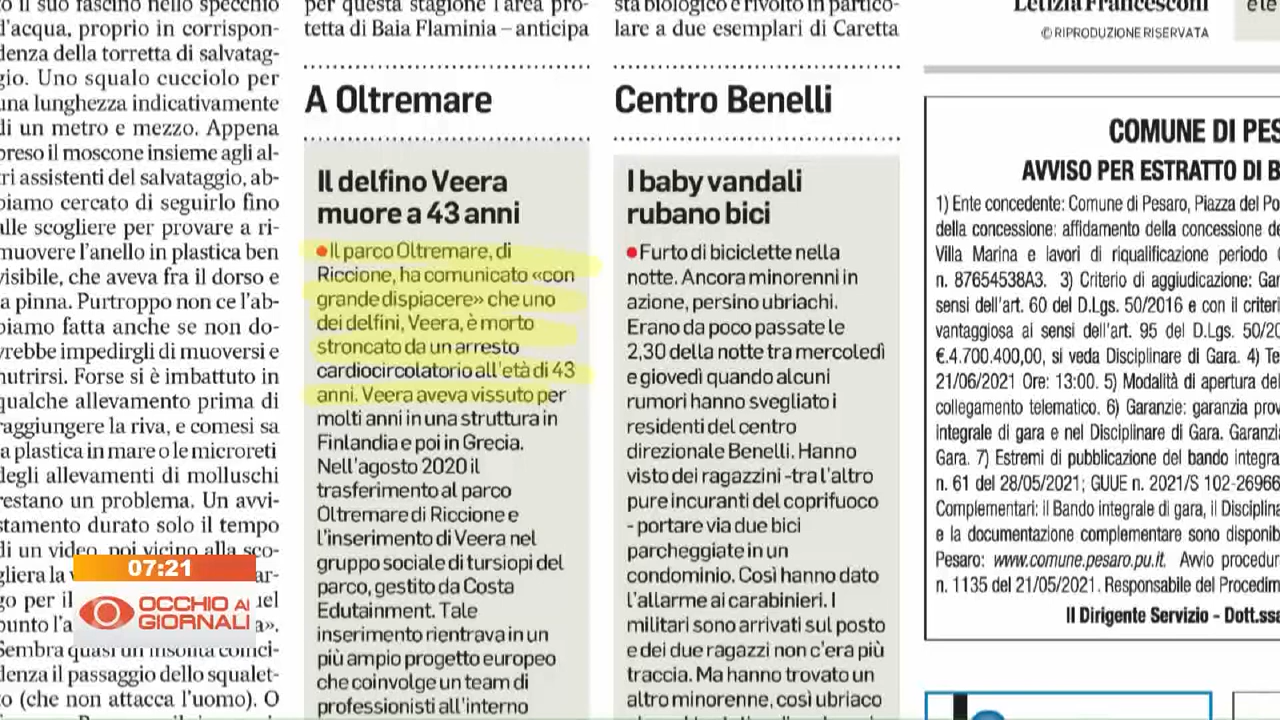 to il suo fascino nello specchio
d'acqua, proprio in corrispon-
denza della torretta di salvatag-
gio. Uno squalo cucciolo per
una lunghezza indicativamente
di un metro e mezzo. Appena
preso il moscone insieme agli al-
tri assistenti del salvataggio, ab-
biamo cercato di seguirlo fino
alle scogliere per provare a ri-
muovere l'anello in plastica ben
visibile, che aveva fra il dorso e
la pinna. Purtroppo non ce l'ab-
biamo fatta anche se non do-
vrebbe impedirgli di muoversi e
nutrirsi. Forse si è imbattuto in
qualche allevamento prima di
raggiungere la riva, e comesi sa
la plastica in mare o le microreti
degli allevamenti di molluschi
restano un problema. Un avvi-
stamento durato solo il tempo
di un video, poi vicino alla sco-
gliera la
go per il
punto l'a
Sembra quasi un'insolita coinci-
denza il passaggio dello squalet-
to (che non attacca l'uomo). O
per questa stagione l'area pro-
tetta di Baia Flaminia – anticipa
A Oltremare
Il delfino Veera
muore a 43 anni
•Il parco Oltremare, di
Riccione, ha comunicato «con
grande dispiacere» che uno
dei delfini, Veera, è morto
stroncato da un arresto
cardiocircolatorio all'età di 43
anni. Veera aveva vissuto per
molti anni in una struttura in
Finlandia e poi in Grecia.
Nell'agosto 2020 il
trasferimento al parco
Oltremare di Riccione e
l'inserimento di Veera nel
gruppo sociale di tursiopi del
parco, gestito da Costa
Edutainment. Tale
inserimento rientrava in un
più ampio progetto europeo
che coinvolge un team di
professionisti all'interno
sta biologico e rivolto in partico-
lare a due esemplari di Caretta
Centro Benelli
I baby vandali
rubano bici
•Furto di biciclette nella
notte. Ancora minorenni in
azione, persino ubriachi.
Erano da poco passate le
2,30 della notte tra mercoledì
e giovedì quando alcuni
rumori hanno svegliato i
residenti del centro
direzionale Benelli. Hanno
visto dei ragazzini -tra l'altro
pure incuranti del coprifuoco
- portare via due bici
parcheggiate in un
condominio. Così hanno dato
l'allarme ai carabinieri. I
militari sono arrivati sul posto
e dei due ragazzi non c'era più
traccia. Ma hanno trovato un
altro minorenne, così ubriaco
Letizia Francesconi
© RIPRODUZIONE RISERVATA
COMUNE DI PES
AVVISO PER ESTRATTO DI B
1) Ente concedente: Comune di Pesaro, Piazza del Po
della concessione: affidamento della concessione de
Villa Marina e lavori di riqualificazione periodo
n. 87654538A3. 3) Criterio di aggiudicazione: Gar
sensi dell'art. 60 del D.Lgs. 50/2016 e con il criteri
vantaggiosa ai sensi dell'art. 95 del D.Lgs. 50/20
€.4.700.400,00, si veda Disciplinare di Gara. 4) Te
21/06/2021 Ore: 13:00. 5) Modalità di apertura del
collegamento telematico. 6) Garanzie: garanzia prov
integrale di gara e nel Disciplinare di Gara. Garanzia
Gara. 7) Estremi di pubblicazione del bando integra
n. 61 del 28/05/2021; GUUE n. 2021/S 102-26966
Complementari: il Bando integrale di gara, il Disciplina
e la documentazione complementare sono disponib
Pesaro: www.comune.pesaro.pu.it. Avvio procedur
n. 1135 del 21/05/2021. Responsabile del Procedim
Il Dirigente Servizio - Dott.ssa
07:21
OCCHIO AI
GIORNALI